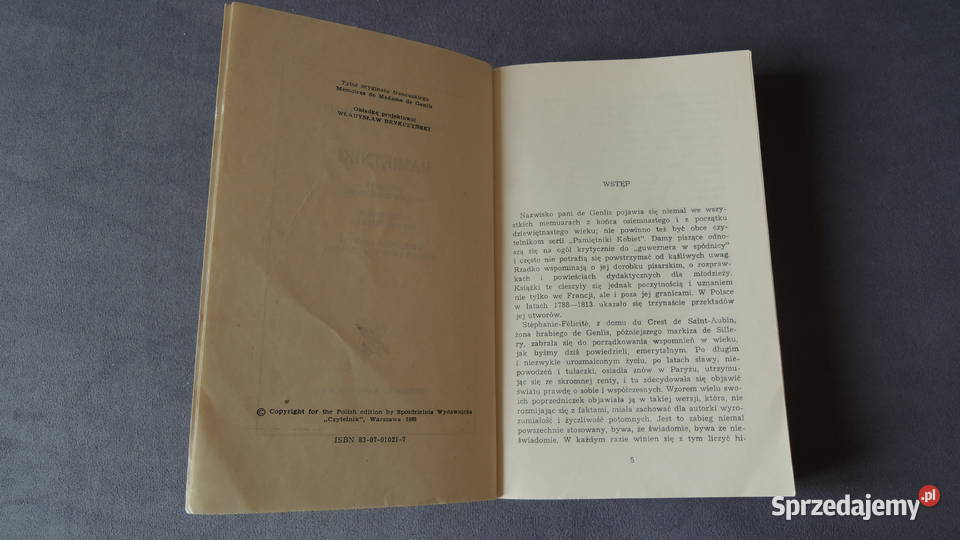 Tytuł oryginału francuskiego
Mémoires de Madame de Genlis
Okładkę projektował
WŁADYSŁAW BRYKCZYŃSKI
PAMIĘTNIKI
© Copyright for the Polish edition by Spółdzielnia Wydawnicza
„Czytelnik”, Warszawa
ISBN 83-07-01021-7
WSTĘP
Nazwisko pani de Genlis pojawia się niemal we wszy-
stkich memuarach z końca osiemnastego i z początku
dziewiętnastego wieku; nie powinno też być obce czy-
telnikom serii „Pamiętniki Kobiet”. Damy piszące odno-
szą się na ogół krytycznie do „guwernera w spódnicy”
i często nie potrafią się powstrzymać od kąśliwych uwag.
Rzadko wspominają o jej dorobku pisarskim, o rozpraw-
kach i powieściach dydaktycznych dla młodzieży.
Książki te cieszyły się jednak poczytnością i uznaniem
nie tylko we Francji, ale i poza jej granicami. W Polsce
w latach 1788—1813 ukazało się trzynaście przekładów
jej utworów.
Stéphanie-Félicité, z domu du Crest de Saint-Aubin,
żona hrabiego de Genlis, późniejszego markiza de Sille-
ry, zabrała się do porządkowania wspomnień w wieku,
jak byśmy dziś powiedzieli, emerytalnym. Po długim
i niezwykle urozmaiconym życiu, po latach sławy, nie-
powodzeń i tułaczki, osiadła znów w Paryżu, utrzymu-
jąc się ze skromnej renty, i tu zdecydowała się objawić
światu prawdę o sobie i współczesnych. Wzorem wielu swo-
ich poprzedniczek objawiała ją w takiej wersji, która, nie
rozmijając się z faktami, miała zachować dla autorki wyro-
zumiałość i życzliwość potomnych. Jest to zabieg niemal
powszechnie stosowany, bywa, że świadomie, bywa że nie-
świadomie. W każdym razie winien się z tym liczyć hi-
5
Sprzedajemy.pl